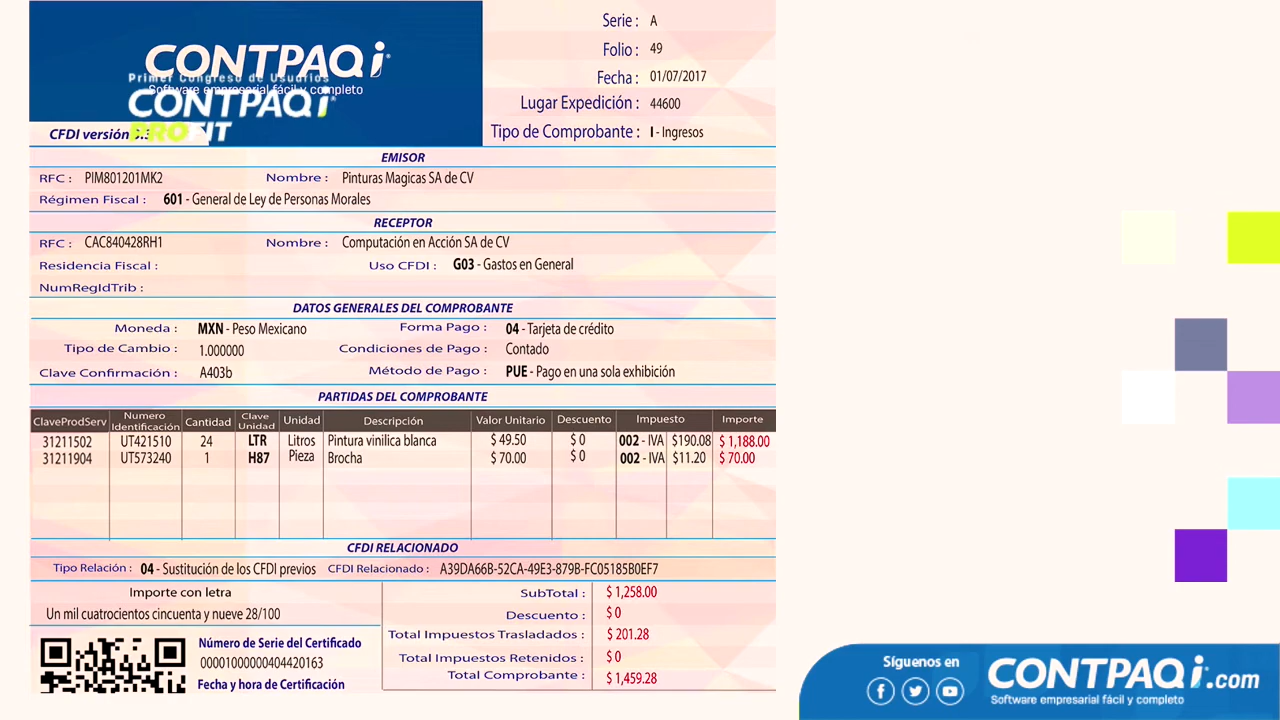 CONTPAQi®
Primer Congreso de Usuarios
Software empresarial fácil y completo
CONTPAQi®
PROFIT
CFDI versión 3.3
Serie : A
Folio : 49
Fecha : 01/07/2017
Lugar Expedición : 44600
Tipo de Comprobante : I - Ingresos
EMISOR
RFC : PIM801201MK2 Nombre : Pinturas Magicas SA de CV
Régimen Fiscal : 601 - General de Ley de Personas Morales
RECEPTOR
RFC : CAC840428RH1 Nombre : Computación en Acción SA de CV
Residencia Fiscal : Uso CFDI : G03 - Gastos en General
NumRegIdTrib :
DATOS GENERALES DEL COMPROBANTE
Moneda : MXN - Peso Mexicano Forma Pago : 04 - Tarjeta de crédito
Tipo de Cambio : 1.000000 Condiciones de Pago : Contado
Clave Confirmación : A403b Método de Pago : PUE - Pago en una sola exhibición
PARTIDAS DEL COMPROBANTE
ClaveProdServ Numero Identificación Cantidad Clave Unidad Unidad Descripción Valor Unitario Descuento Impuesto Importe
31211502 UT421510 24 LTR Litros Pintura vinilica blanca $ 49.50 $ 0 002 - IVA $190.08 $ 1,188.00
31211904 UT573240 1 H87 Pieza Brocha $ 70.00 $ 0 002 - IVA $11.20 $ 70.00
CFDI RELACIONADO
Tipo Relación : 04 - Sustitución de los CFDI previos CFDI Relacionado : A39DA66B-52CA-49E3-879B-FC05185B0EF7
Importe con letra
Un mil cuatrocientos cincuenta y nueve 28/100
SubTotal : $ 1,258.00
Descuento : $ 0
Total Impuestos Trasladados : $ 201.28
Total Impuestos Retenidos : $ 0
Total Comprobante : $ 1,459.28
Número de Serie del Certificado
00001000000404420163
Fecha y hora de Certificación
Síguenos en
CONTPAQi.com
Software empresarial fácil y completo